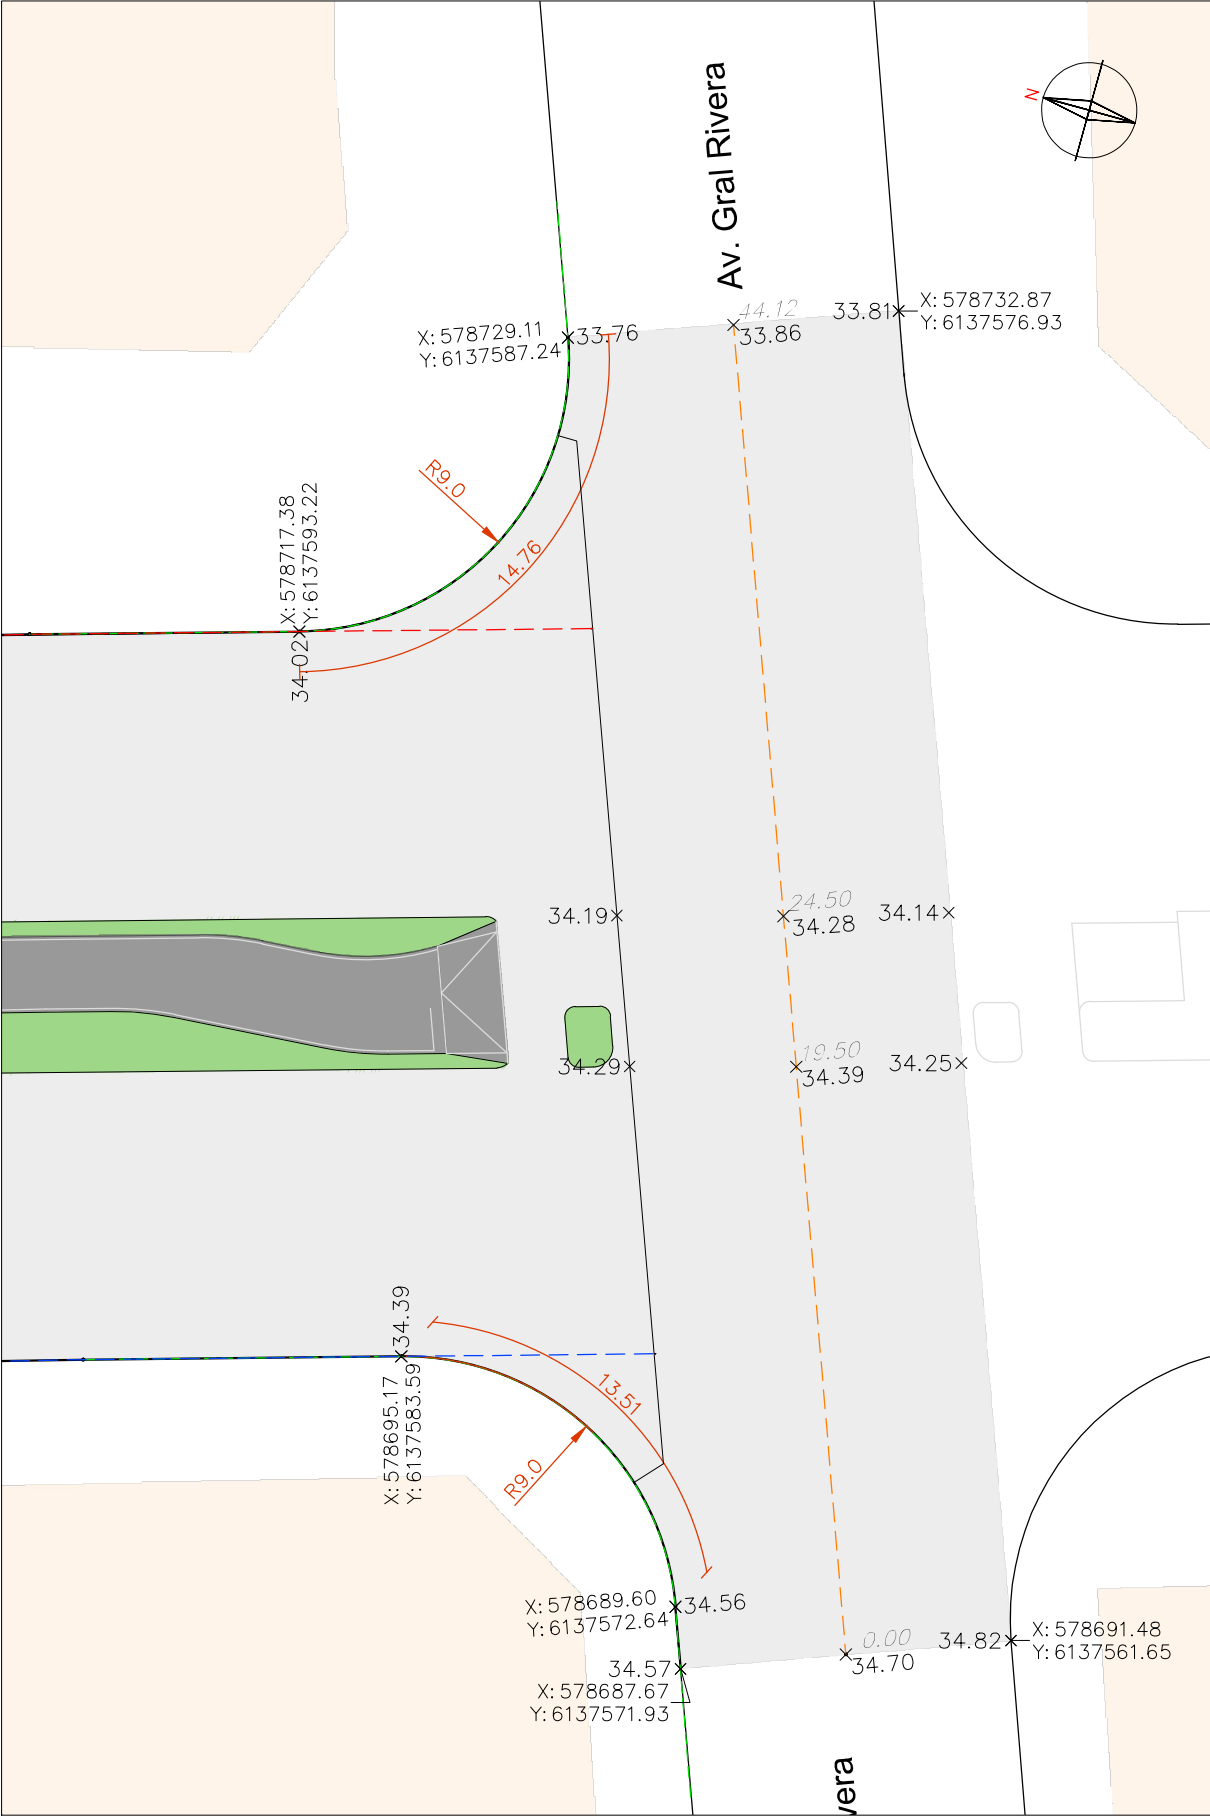 Av. Gral Rivera
N
44.12
33.86
33.81
X: 578732.87
Y: 6137576.93
X: 578729.11
Y: 6137587.24
33.76
R9.0
14.76
X: 578717.38
Y: 6137593.22
34.02
34.19
24.50
34.28
34.14
34.29
19.50
34.39
34.25
34.39
X: 578695.17
Y: 6137583.59
13.51
R9.0
X: 578689.60
Y: 6137572.64
34.56
34.57
X: 578687.67
Y: 6137571.93
0.00
34.70
34.82
X: 578691.48
Y: 6137561.65
vera